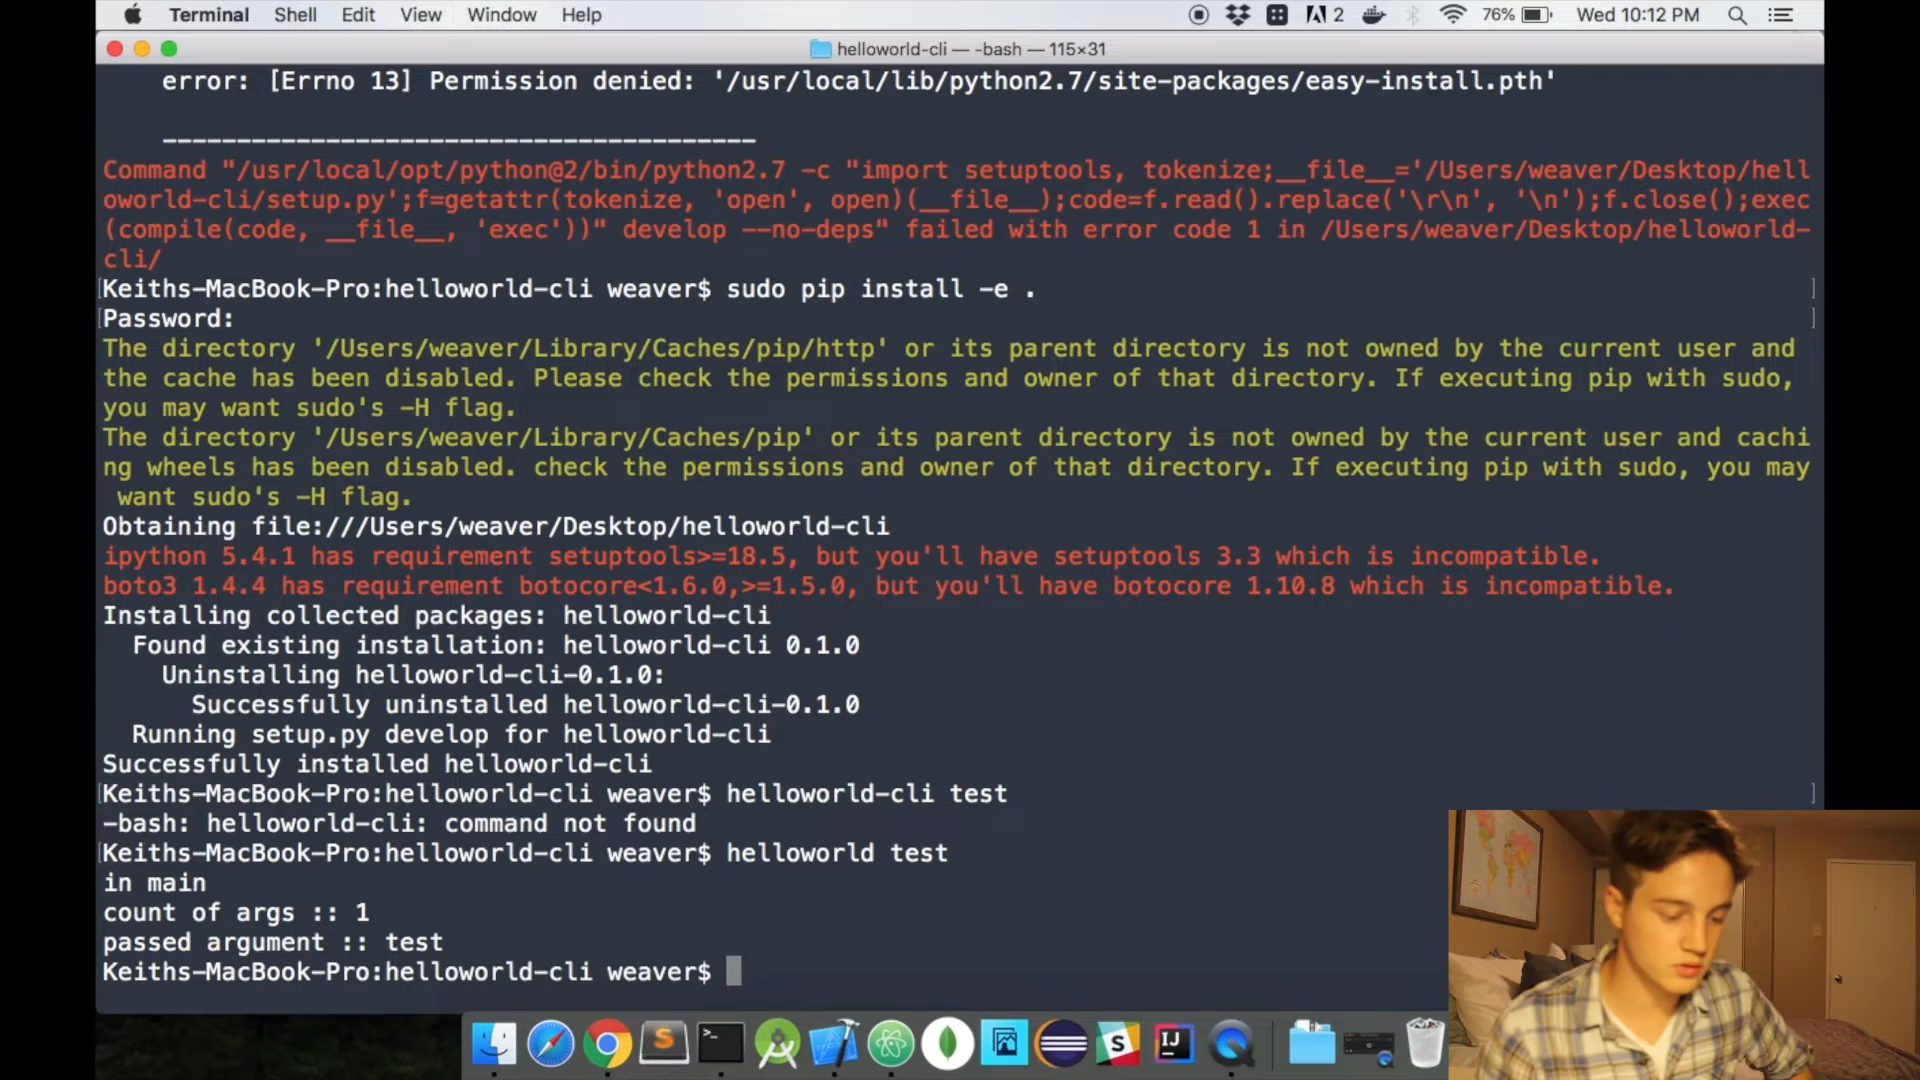 Terminal Shell Edit View Window Help 2 76% Wed 10:12 PM
helloworld-cli — -bash — 115×31
error: [Errno 13] Permission denied: '/usr/local/lib/python2.7/site-packages/easy-install.pth'
----------------------------------------
Command "/usr/local/opt/python@2/bin/python2.7 -c "import setuptools, tokenize;__file__='/Users/weaver/Desktop/hell
oworld-cli/setup.py';f=getattr(tokenize, 'open', open)(__file__);code=f.read().replace('\r\n', '\n');f.close();exec
(compile(code, __file__, 'exec'))" develop --no-deps" failed with error code 1 in /Users/weaver/Desktop/helloworld-
cli/
Keiths-MacBook-Pro:helloworld-cli weaver$ sudo pip install -e .
Password:
The directory '/Users/weaver/Library/Caches/pip/http' or its parent directory is not owned by the current user and
the cache has been disabled. Please check the permissions and owner of that directory. If executing pip with sudo,
you may want sudo's -H flag.
The directory '/Users/weaver/Library/Caches/pip' or its parent directory is not owned by the current user and cachi
ng wheels has been disabled. check the permissions and owner of that directory. If executing pip with sudo, you may
want sudo's -H flag.
Obtaining file:///Users/weaver/Desktop/helloworld-cli
ipython 5.4.1 has requirement setuptools>=18.5, but you'll have setuptools 3.3 which is incompatible.
boto3 1.4.4 has requirement botocore<1.6.0,>=1.5.0, but you'll have botocore 1.10.8 which is incompatible.
Installing collected packages: helloworld-cli
Found existing installation: helloworld-cli 0.1.0
Uninstalling helloworld-cli-0.1.0:
Successfully uninstalled helloworld-cli-0.1.0
Running setup.py develop for helloworld-cli
Successfully installed helloworld-cli
Keiths-MacBook-Pro:helloworld-cli weaver$ helloworld-cli test
-bash: helloworld-cli: command not found
Keiths-MacBook-Pro:helloworld-cli weaver$ helloworld test
in main
count of args :: 1
passed argument :: test
Keiths-MacBook-Pro:helloworld-cli weaver$
S >_ S IJ